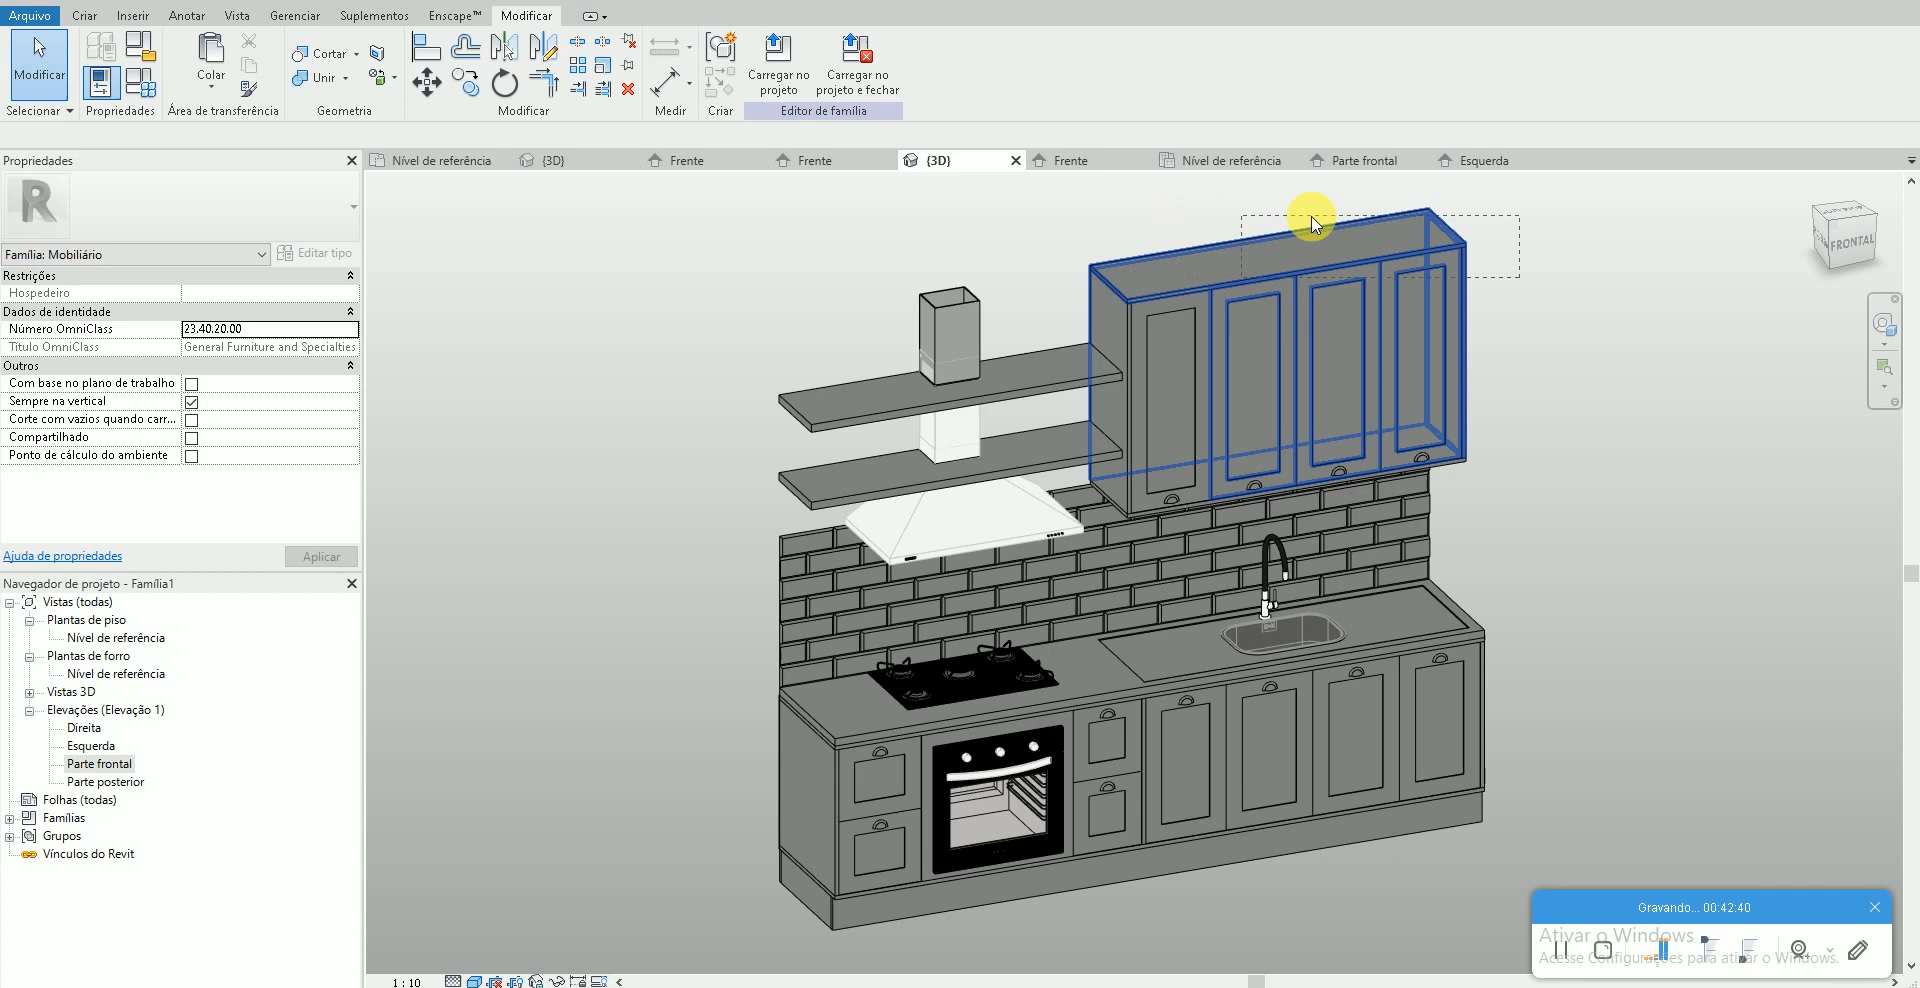 Arquivo Criar Inserir Anotar Vista Gerenciar Suplementos Enscape™ Modificar
Modificar
Colar
Cortar
Unir
Carregar no projeto
Carregar no projeto e fechar
Selecionar Propriedades Área de transferência Geometria Modificar Medir Criar Editor de família
Propriedades
Nível de referência {3D} Frente Frente {3D} Frente Nível de referência Parte frontal Esquerda
R
Família: Mobiliário Editar tipo
Restrições
Hospedeiro
Dados de identidade
Número OmniClass 23.40.20.00
Título OmniClass General Furniture and Specialties
Outros
Com base no plano de trabalho
Sempre na vertical
Corte com vazios quando carr...
Compartilhado
Ponto de cálculo do ambiente
Ajuda de propriedades Aplicar
Navegador de projeto - Família1
Vistas (todas)
Plantas de piso
Nível de referência
Plantas de forro
Nível de referência
Vistas 3D
Elevações (Elevação 1)
Direita
Esquerda
Parte frontal
Parte posterior
Folhas (todas)
Famílias
Grupos
Vínculos do Revit
FRONTAL
Gravando... 00:42:40
Ativar o Windows
Acesse Configurações para ativar o Windows.
1 : 10